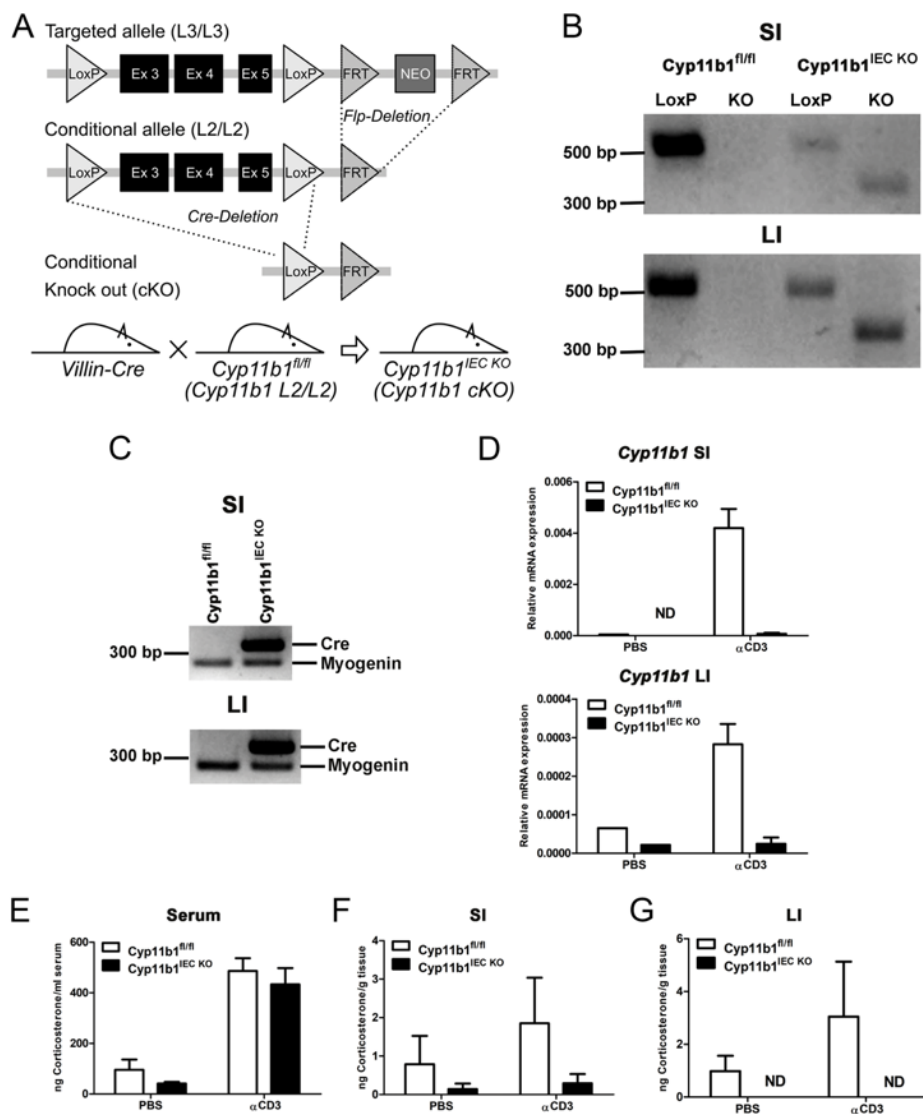 A
Targeted allele (L3/L3)
LoxP Ex 3 Ex 4 Ex 5 LoxP FRT NEO FRT
Flp-Deletion
Conditional allele (L2/L2)
LoxP Ex 3 Ex 4 Ex 5 LoxP FRT
Cre-Deletion
Conditional
Knock out (cKO)
LoxP FRT
Villin-Cre × Cyp11b1fl/fl Cyp11b1IEC KO
(Cyp11b1 L2/L2) (Cyp11b1 cKO)
B
SI
Cyp11b1fl/fl Cyp11b1IEC KO
LoxP KO LoxP KO
500 bp
300 bp
LI
500 bp
300 bp
C
SI
Cyp11b1fl/fl
Cyp11b1IEC KO
300 bp
Cre
Myogenin
LI
300 bp
Cre
Myogenin
D
Cyp11b1 SI
Relative mRNA expression
0.006
0.004
0.002
0.000
Cyp11b1fl/fl
Cyp11b1IEC KO
ND
PBS αCD3
Cyp11b1 LI
Relative mRNA expression
0.0004
0.0003
0.0002
0.0001
0.0000
Cyp11b1fl/fl
Cyp11b1IEC KO
PBS αCD3
E
Serum
ng Corticosterone/ml serum
600
400
200
0
Cyp11b1fl/fl
Cyp11b1IEC KO
PBS αCD3
F
SI
ng Corticosterone/g tissue
4
3
2
1
0
Cyp11b1fl/fl
Cyp11b1IEC KO
PBS αCD3
G
LI
ng Corticosterone/g tissue
6
4
2
0
Cyp11b1fl/fl
Cyp11b1IEC KO
ND ND
PBS αCD3